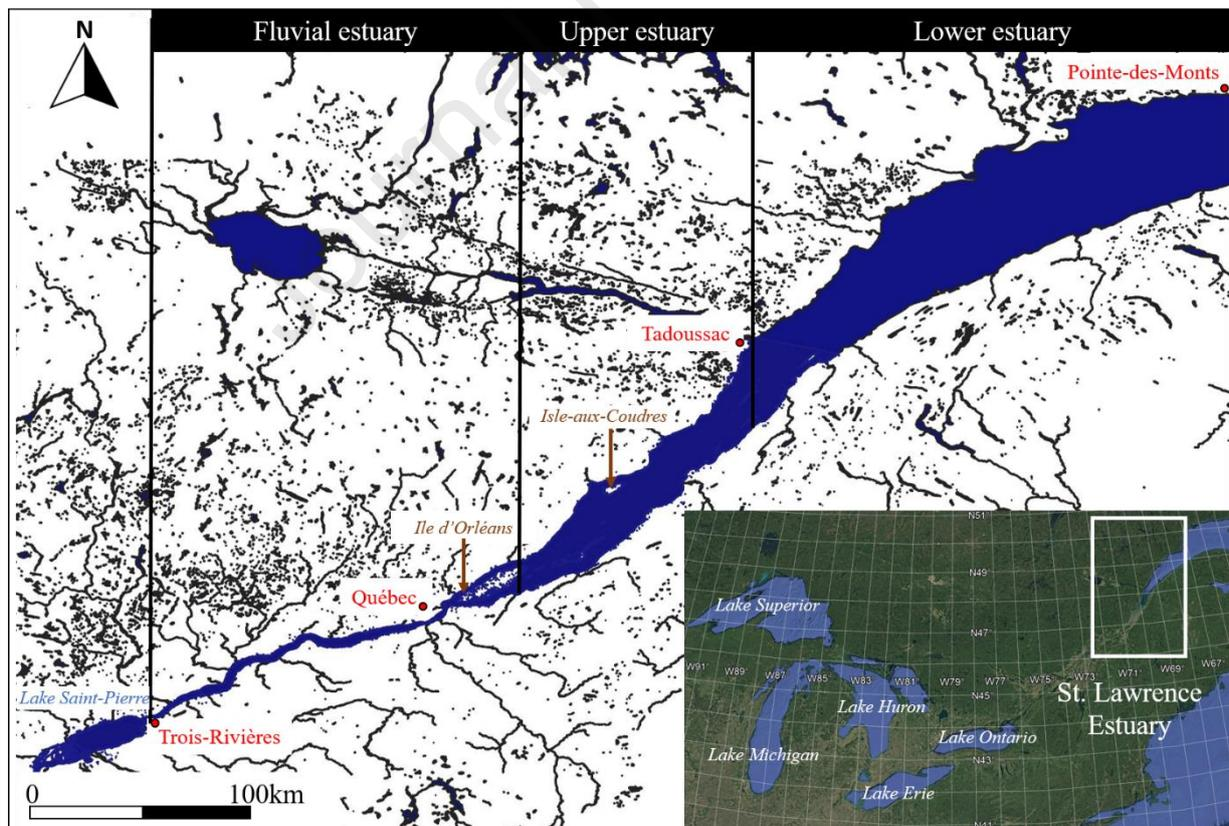 N
Fluvial estuary
Upper estuary
Lower estuary
Pointe-des-Monts
Journa
Tadoussac
Isle-aux-Coudres
Ile d'Orléans
Québec
Lake Saint-Pierre
Trois-Rivières
0
100km
N51°
N49°
Lake Superior
N47°
W91°
W89°
W87°
W85°
W83°
W81°
W79°
W77°
W75°
W73°
W71°
W69°
W67°
N45°
St. Lawrence
Estuary
Lake Huron
Lake Ontario
Lake Michigan
N43°
Lake Erie
N41°